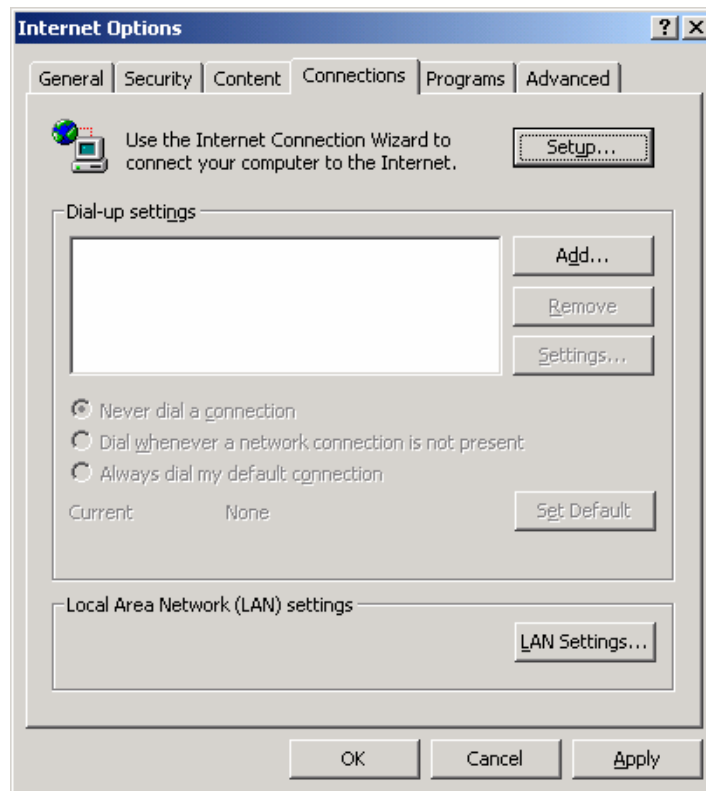 Internet Options
General Security Content Connections Programs Advanced
Use the Internet Connection Wizard to
connect your computer to the Internet.
Setup...
Dial-up settings
Add...
Remove
Settings...
Never dial a connection
Dial whenever a network connection is not present
Always dial my default connection
Current None
Set Default
Local Area Network (LAN) settings
LAN Settings...
OK Cancel Apply